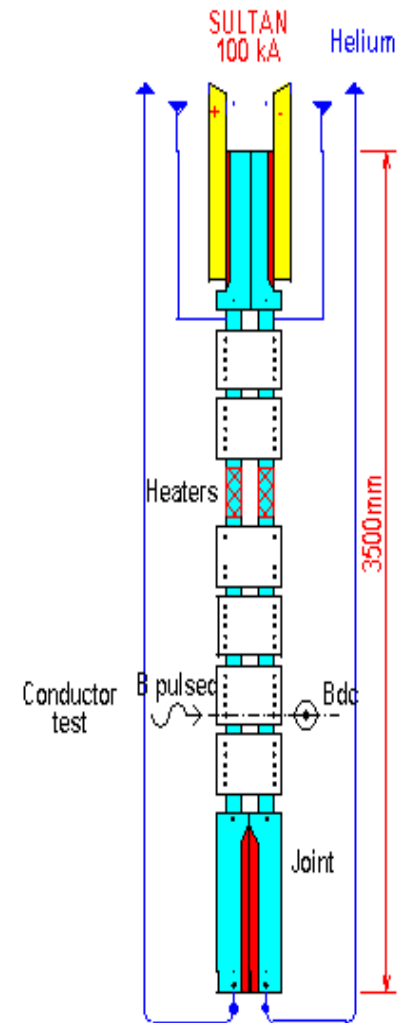 SULTAN
100 kA
Helium
+
-
Heaters
3500mm
B pulsed
Bdc
Conductor
test
Joint